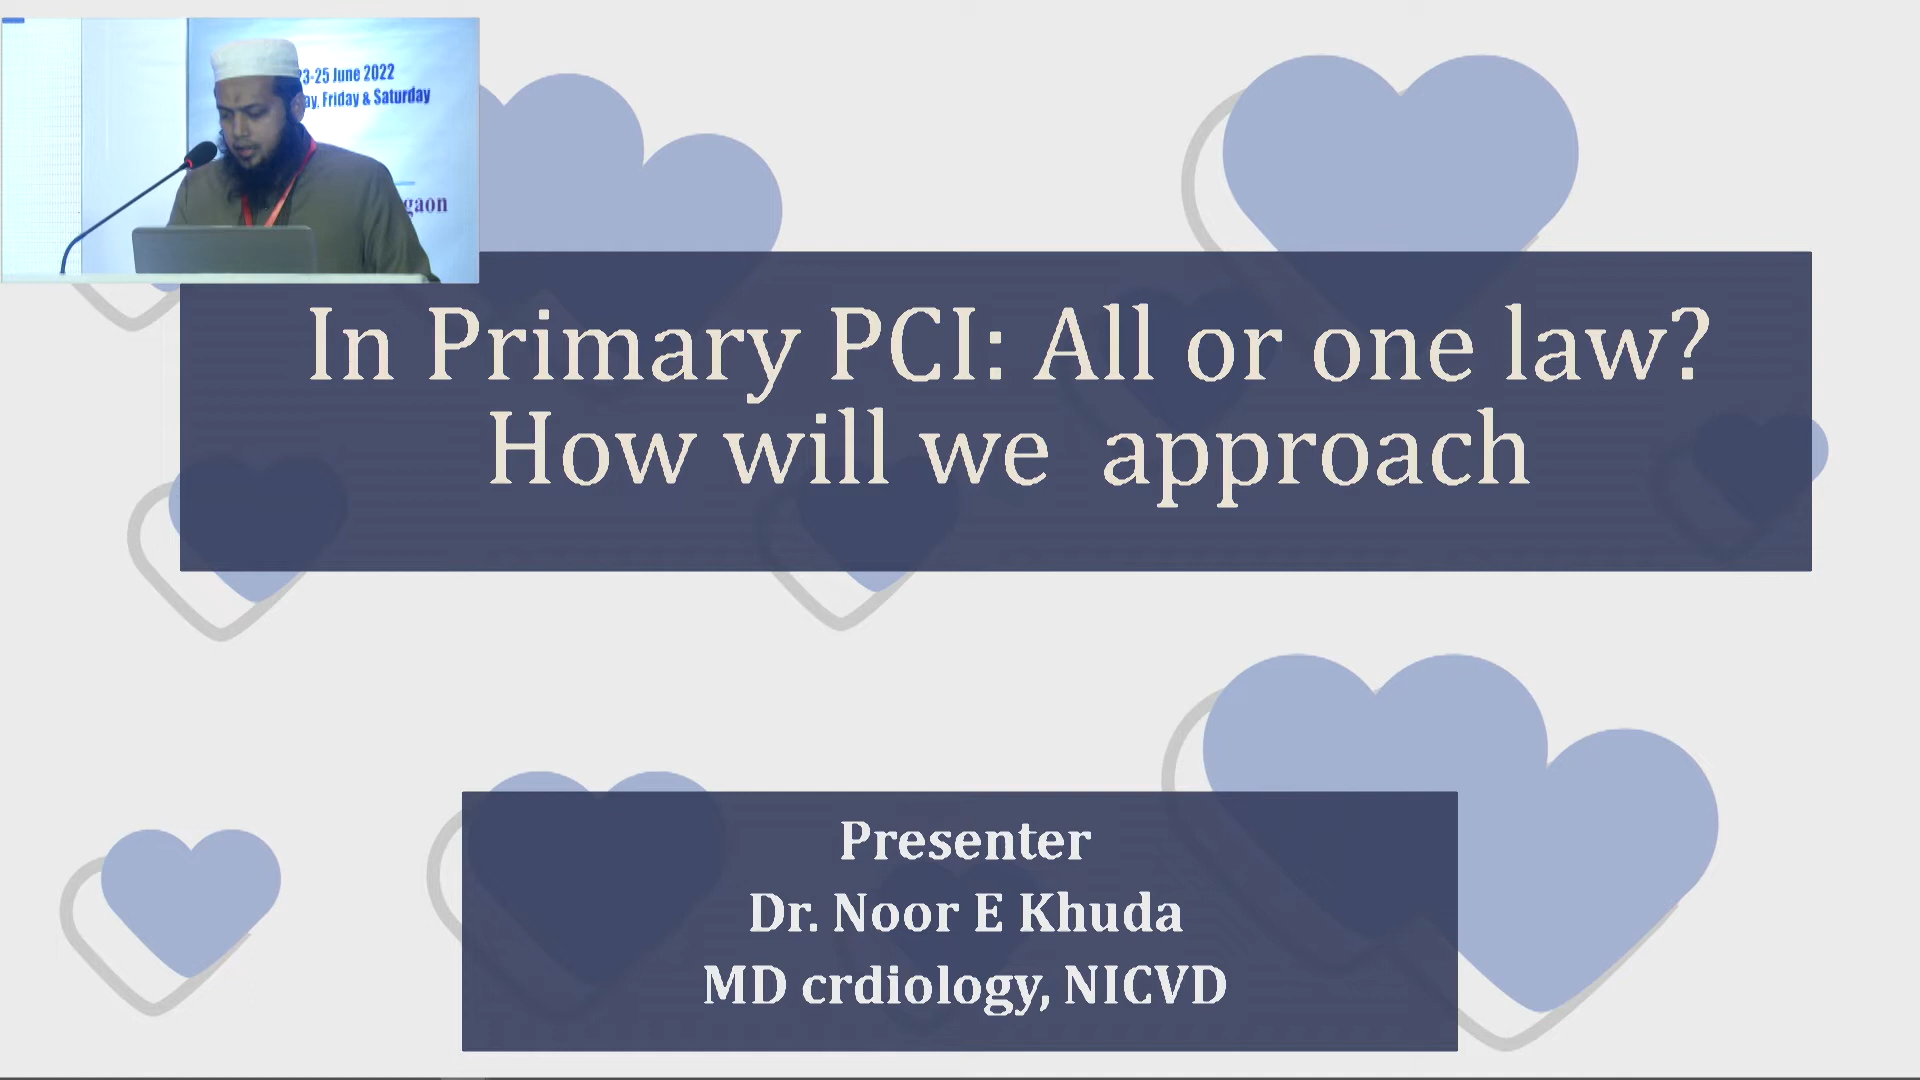 23-25 June 2022
Friday & Saturday
In Primary PCI: All or one law?
How will we  approach
Presenter
Dr. Noor E Khuda
MD crdiology, NICVD